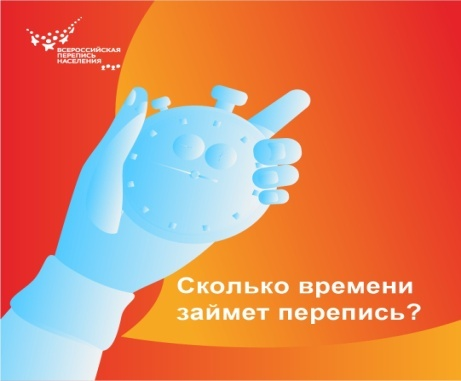 ВСЕРОССИЙСКАЯ
ПЕРЕПИСЬ
НАСЕЛЕНИЯ
Сколько времени
займет перепись?